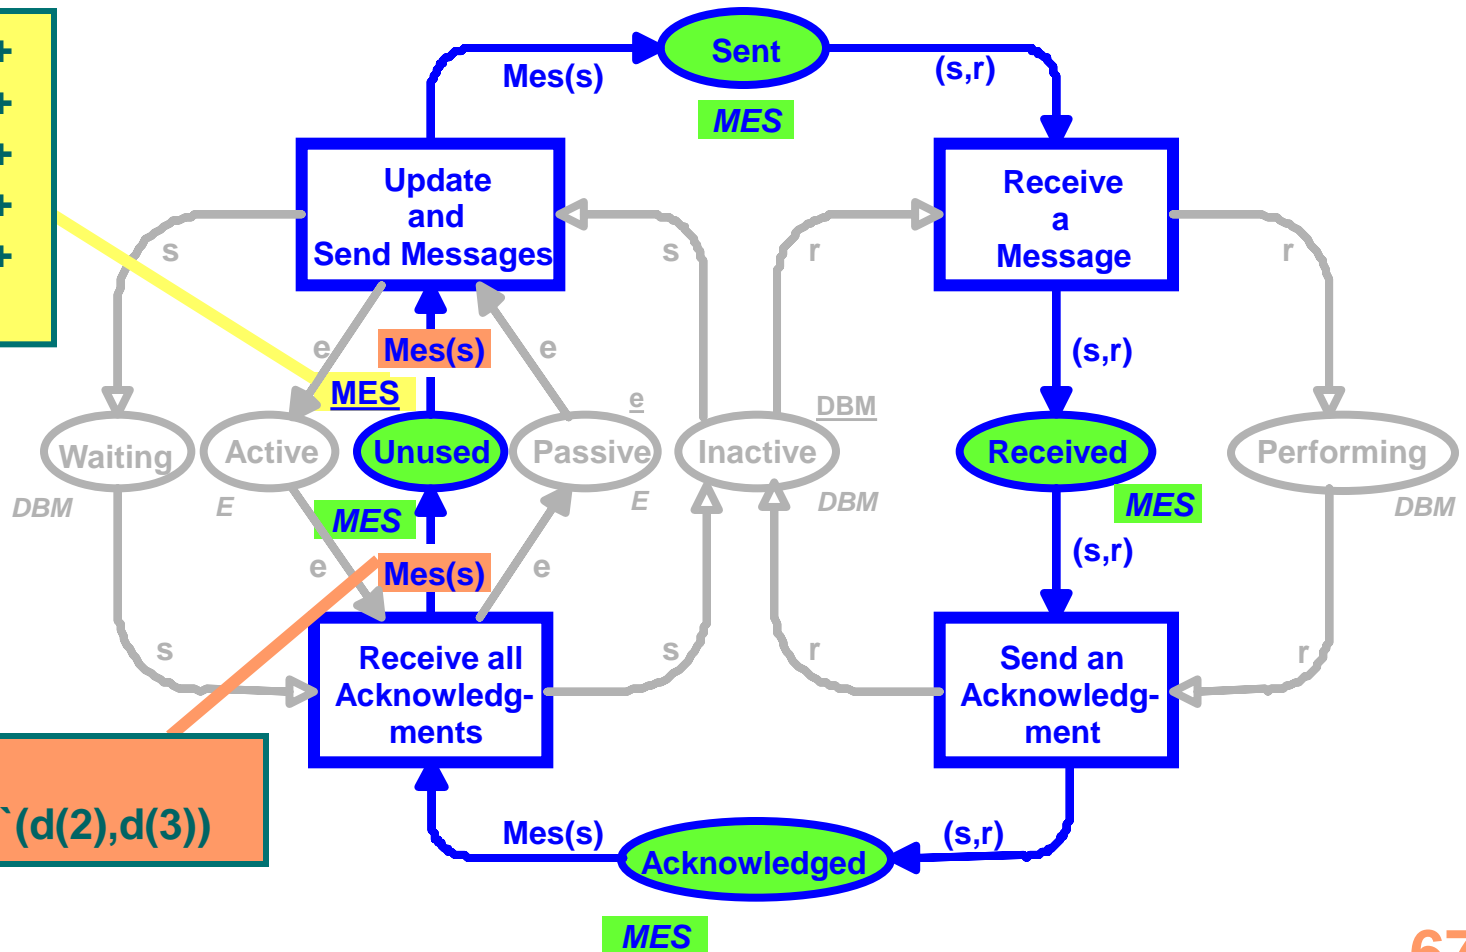 +
+
+
+
+
Sent
Mes(s)
(s,r)
MES
Update
and
Send Messages
Receive
a
Message
s
s
r
r
e
Mes(s)
e
(s,r)
MES
e
DBM
Waiting
Active
Unused
Passive
Inactive
Received
Performing
DBM
E
MES
E
DBM
MES
DBM
e
Mes(s)
e
(s,r)
s
s
r
r
Receive all
Acknowledg-
ments
Send an
Acknowledg-
ment
`(d(2),d(3))
Mes(s)
(s,r)
Acknowledged
MES
67